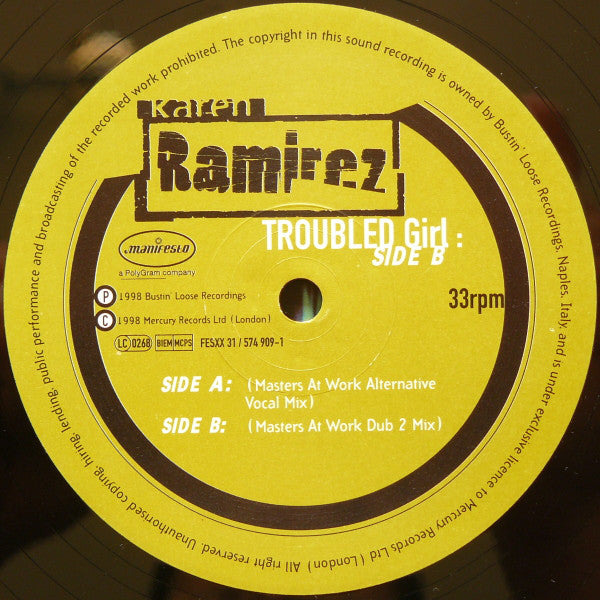 Unauthorised copying, hiring, lending, public performance and broadcasting of the recorded work prohibited. The copyright in this sound recording is owned by Bustin' Loose Recordings, Naples, Italy, and is under exclusive licence to Mercury Records Ltd (London) All right reserved.
Karen
Ramirez
TROUBLED Girl :
SIDE B
manifesto
a PolyGram company
33rpm
P 1998 Bustin' Loose Recordings
C 1998 Mercury Records Ltd (London)
LC 0268 BIEM/MCPS FESXX 31 / 574 909-1
SIDE A: (Masters At Work Alternative
Vocal Mix)
SIDE B: (Masters At Work Dub 2 Mix)